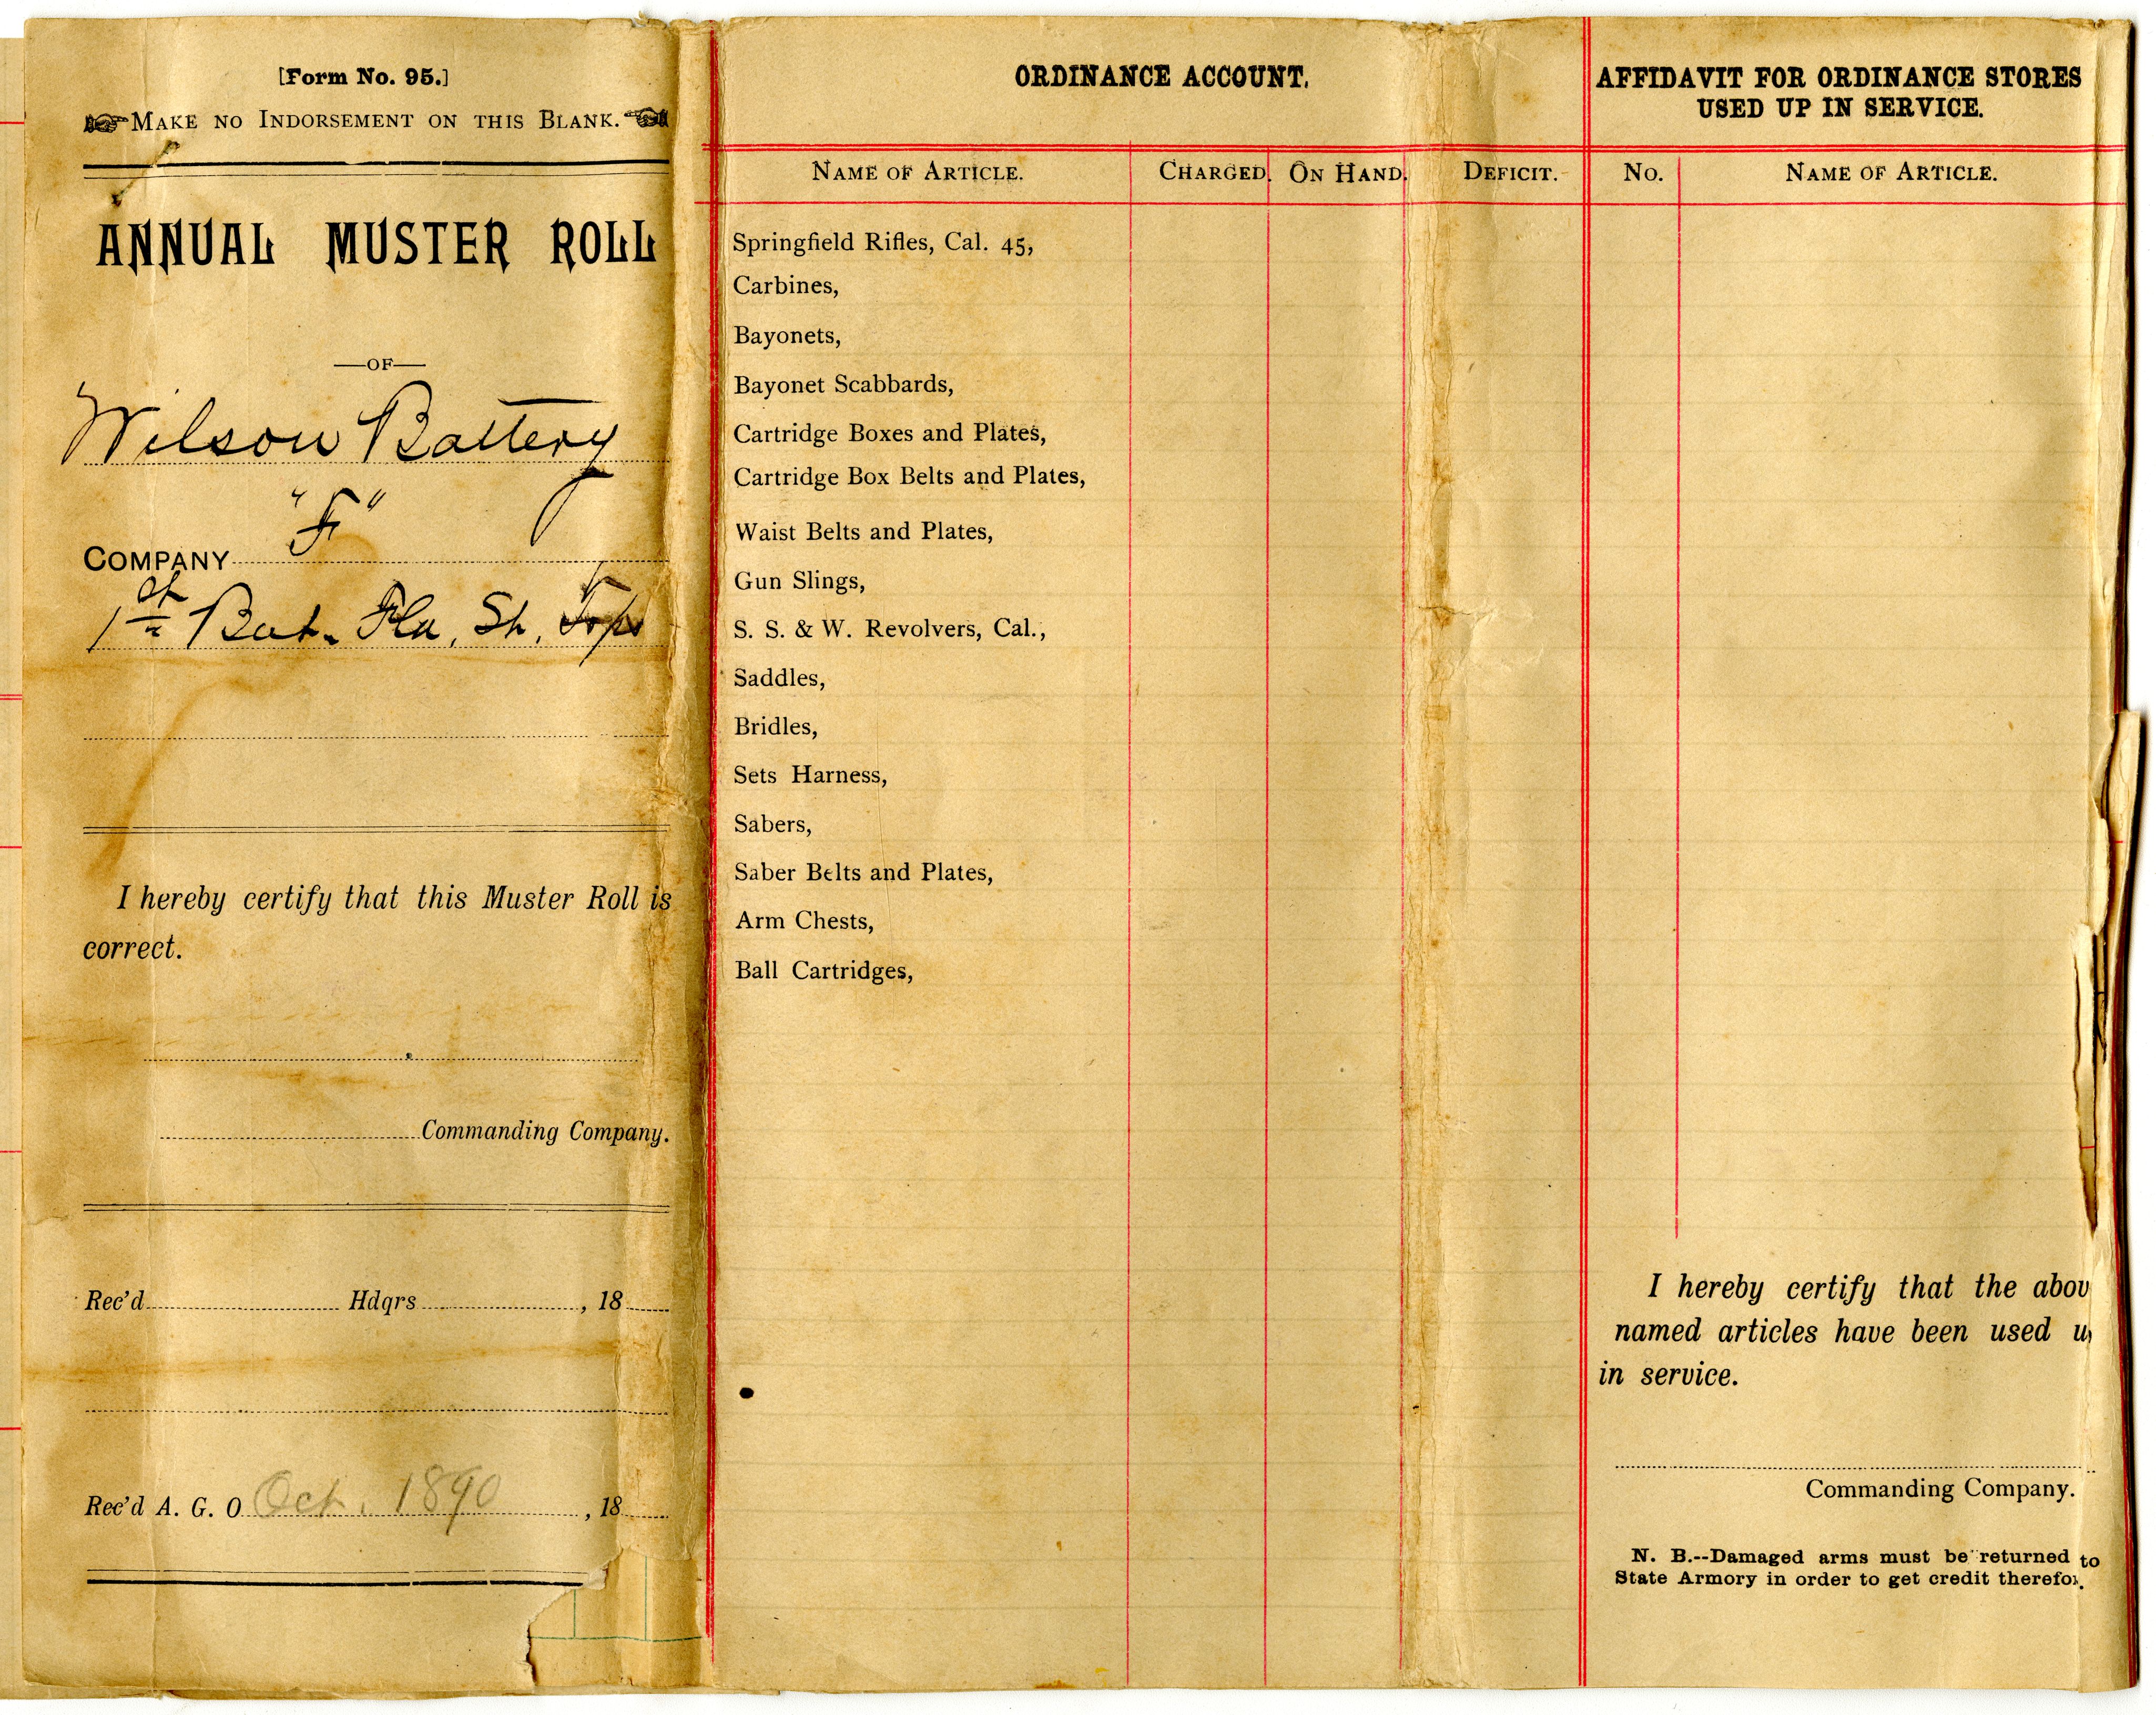 [Form No. 95.]
MAKE NO INDORSEMENT ON THIS BLANK.
ANNUAL MUSTER ROLL
—OF—
Wilson Battery
COMPANY "F"
1st Bat. Fla. St. Trps
I hereby certify that this Muster Roll is
correct.
Commanding Company.
Rec'd Hdqrs , 18
Rec'd A. G. O. Oct. 1890 , 18
ORDINANCE ACCOUNT.
NAME OF ARTICLE. CHARGED. ON HAND. DEFICIT.
Springfield Rifles, Cal. 45,
Carbines,
Bayonets,
Bayonet Scabbards,
Cartridge Boxes and Plates,
Cartridge Box Belts and Plates,
Waist Belts and Plates,
Gun Slings,
S. S. & W. Revolvers, Cal.,
Saddles,
Bridles,
Sets Harness,
Sabers,
Saber Belts and Plates,
Arm Chests,
Ball Cartridges,
AFFIDAVIT FOR ORDINANCE STORES
USED UP IN SERVICE.
NO. NAME OF ARTICLE.
I hereby certify that the abov
named articles have been used u
in service.
Commanding Company.
N. B.--Damaged arms must be returned to
State Armory in order to get credit therefor.